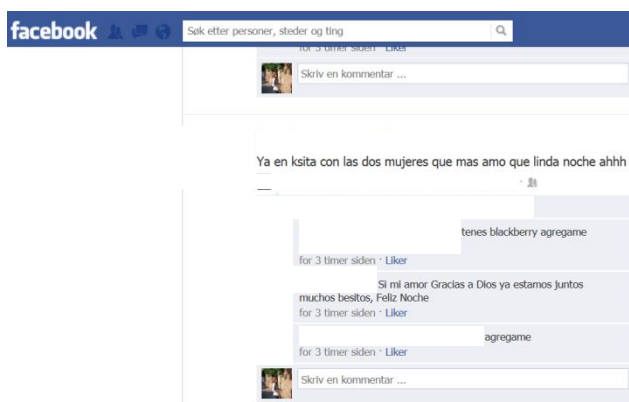 facebook
Søk etter personer, steder og ting
for 3 timer siden · Liker
Skriv en kommentar ...
Ya en ksita con las dos mujeres que mas amo que linda noche ahhh
tenes blackberry agregame
for 3 timer siden · Liker
Si mi amor Gracias a Dios ya estamos juntos
muchos besitos, Feliz Noche
for 3 timer siden · Liker
agregame
for 3 timer siden · Liker
Skriv en kommentar ...